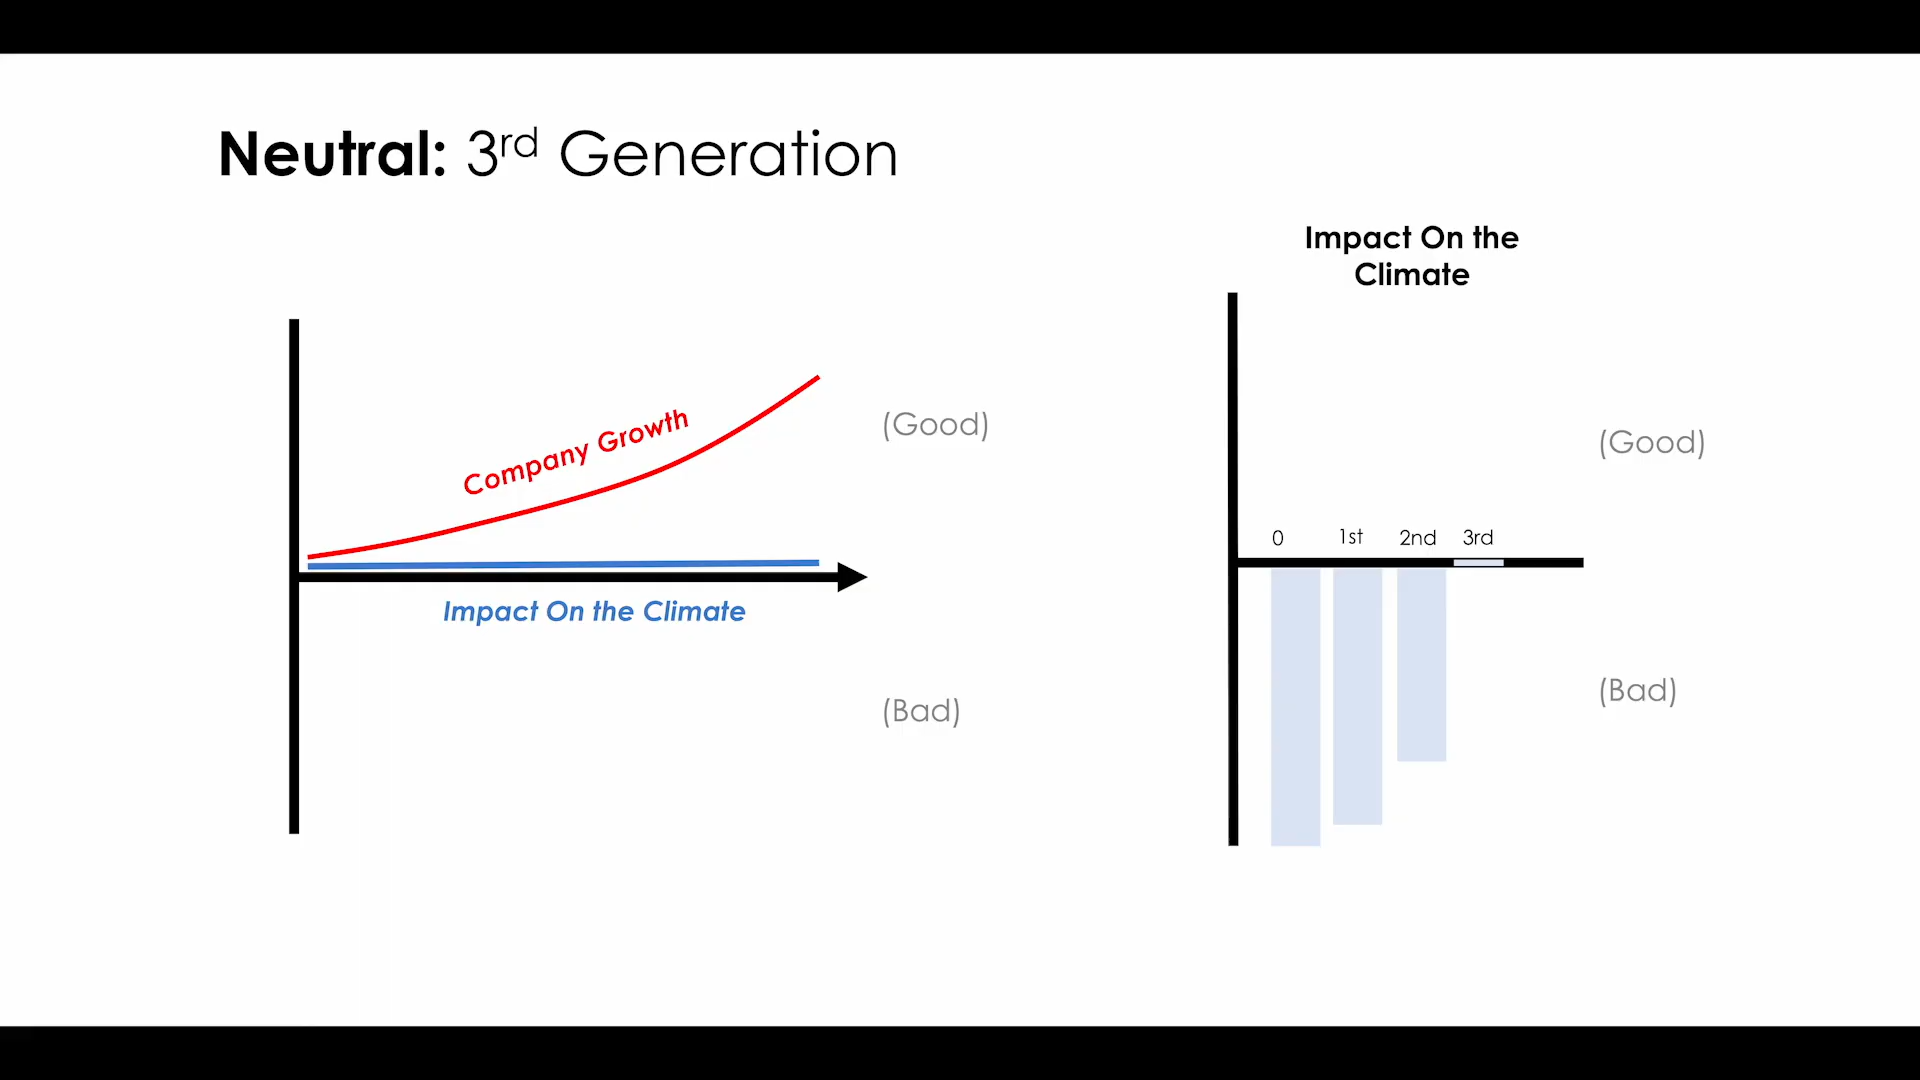 Neutral: 3rd Generation
Impact On the
Climate
Company Growth
(Good)
Impact On the Climate
(Bad)
(Good)
0 1st 2nd 3rd
(Bad)